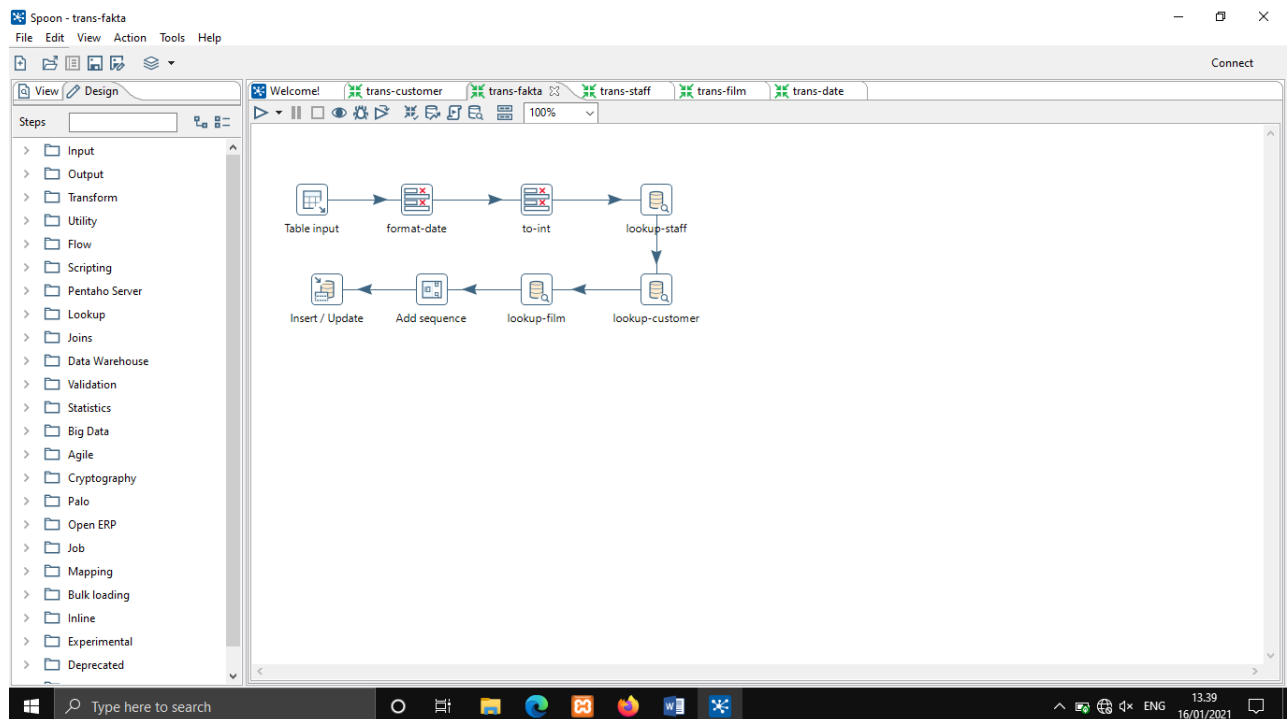 Spoon - trans-fakta
File Edit View Action Tools Help
Connect
View Design
Welcome! trans-customer trans-fakta trans-staff trans-film trans-date
Steps
100%
Input
Output
Transform
Utility
Flow
Scripting
Pentaho Server
Lookup
Joins
Data Warehouse
Validation
Statistics
Big Data
Agile
Cryptography
Palo
Open ERP
Job
Mapping
Bulk loading
Inline
Experimental
Deprecated
Table input format-date to-int lookup-staff
Insert / Update Add sequence lookup-film lookup-customer
Type here to search
ENG
13.39
16/01/2021